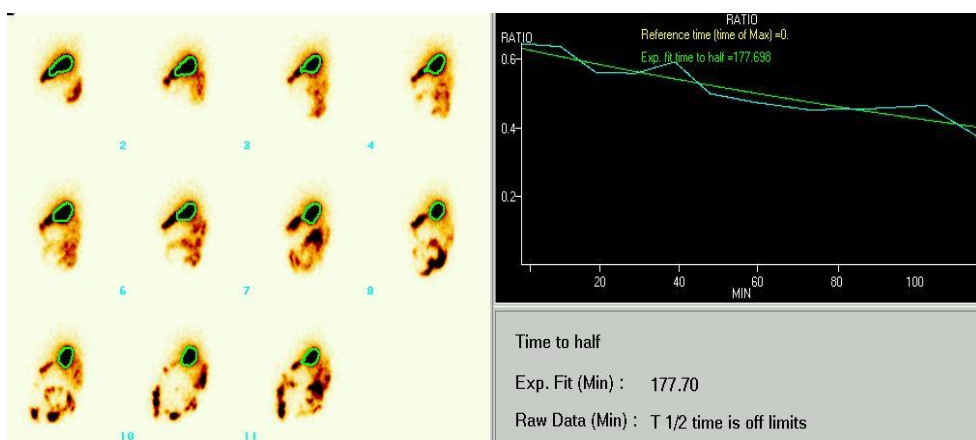 2
3
4
6
7
8
10
11
RATIO
RATIO
Reference time (time of Max) =0.
Exp. fit time to half =177.698
0.6
0.4
0.2
20
40
60
80
100
MIN
Time to half
Exp. Fit (Min) : 177.70
Raw Data (Min) : T 1/2 time is off limits